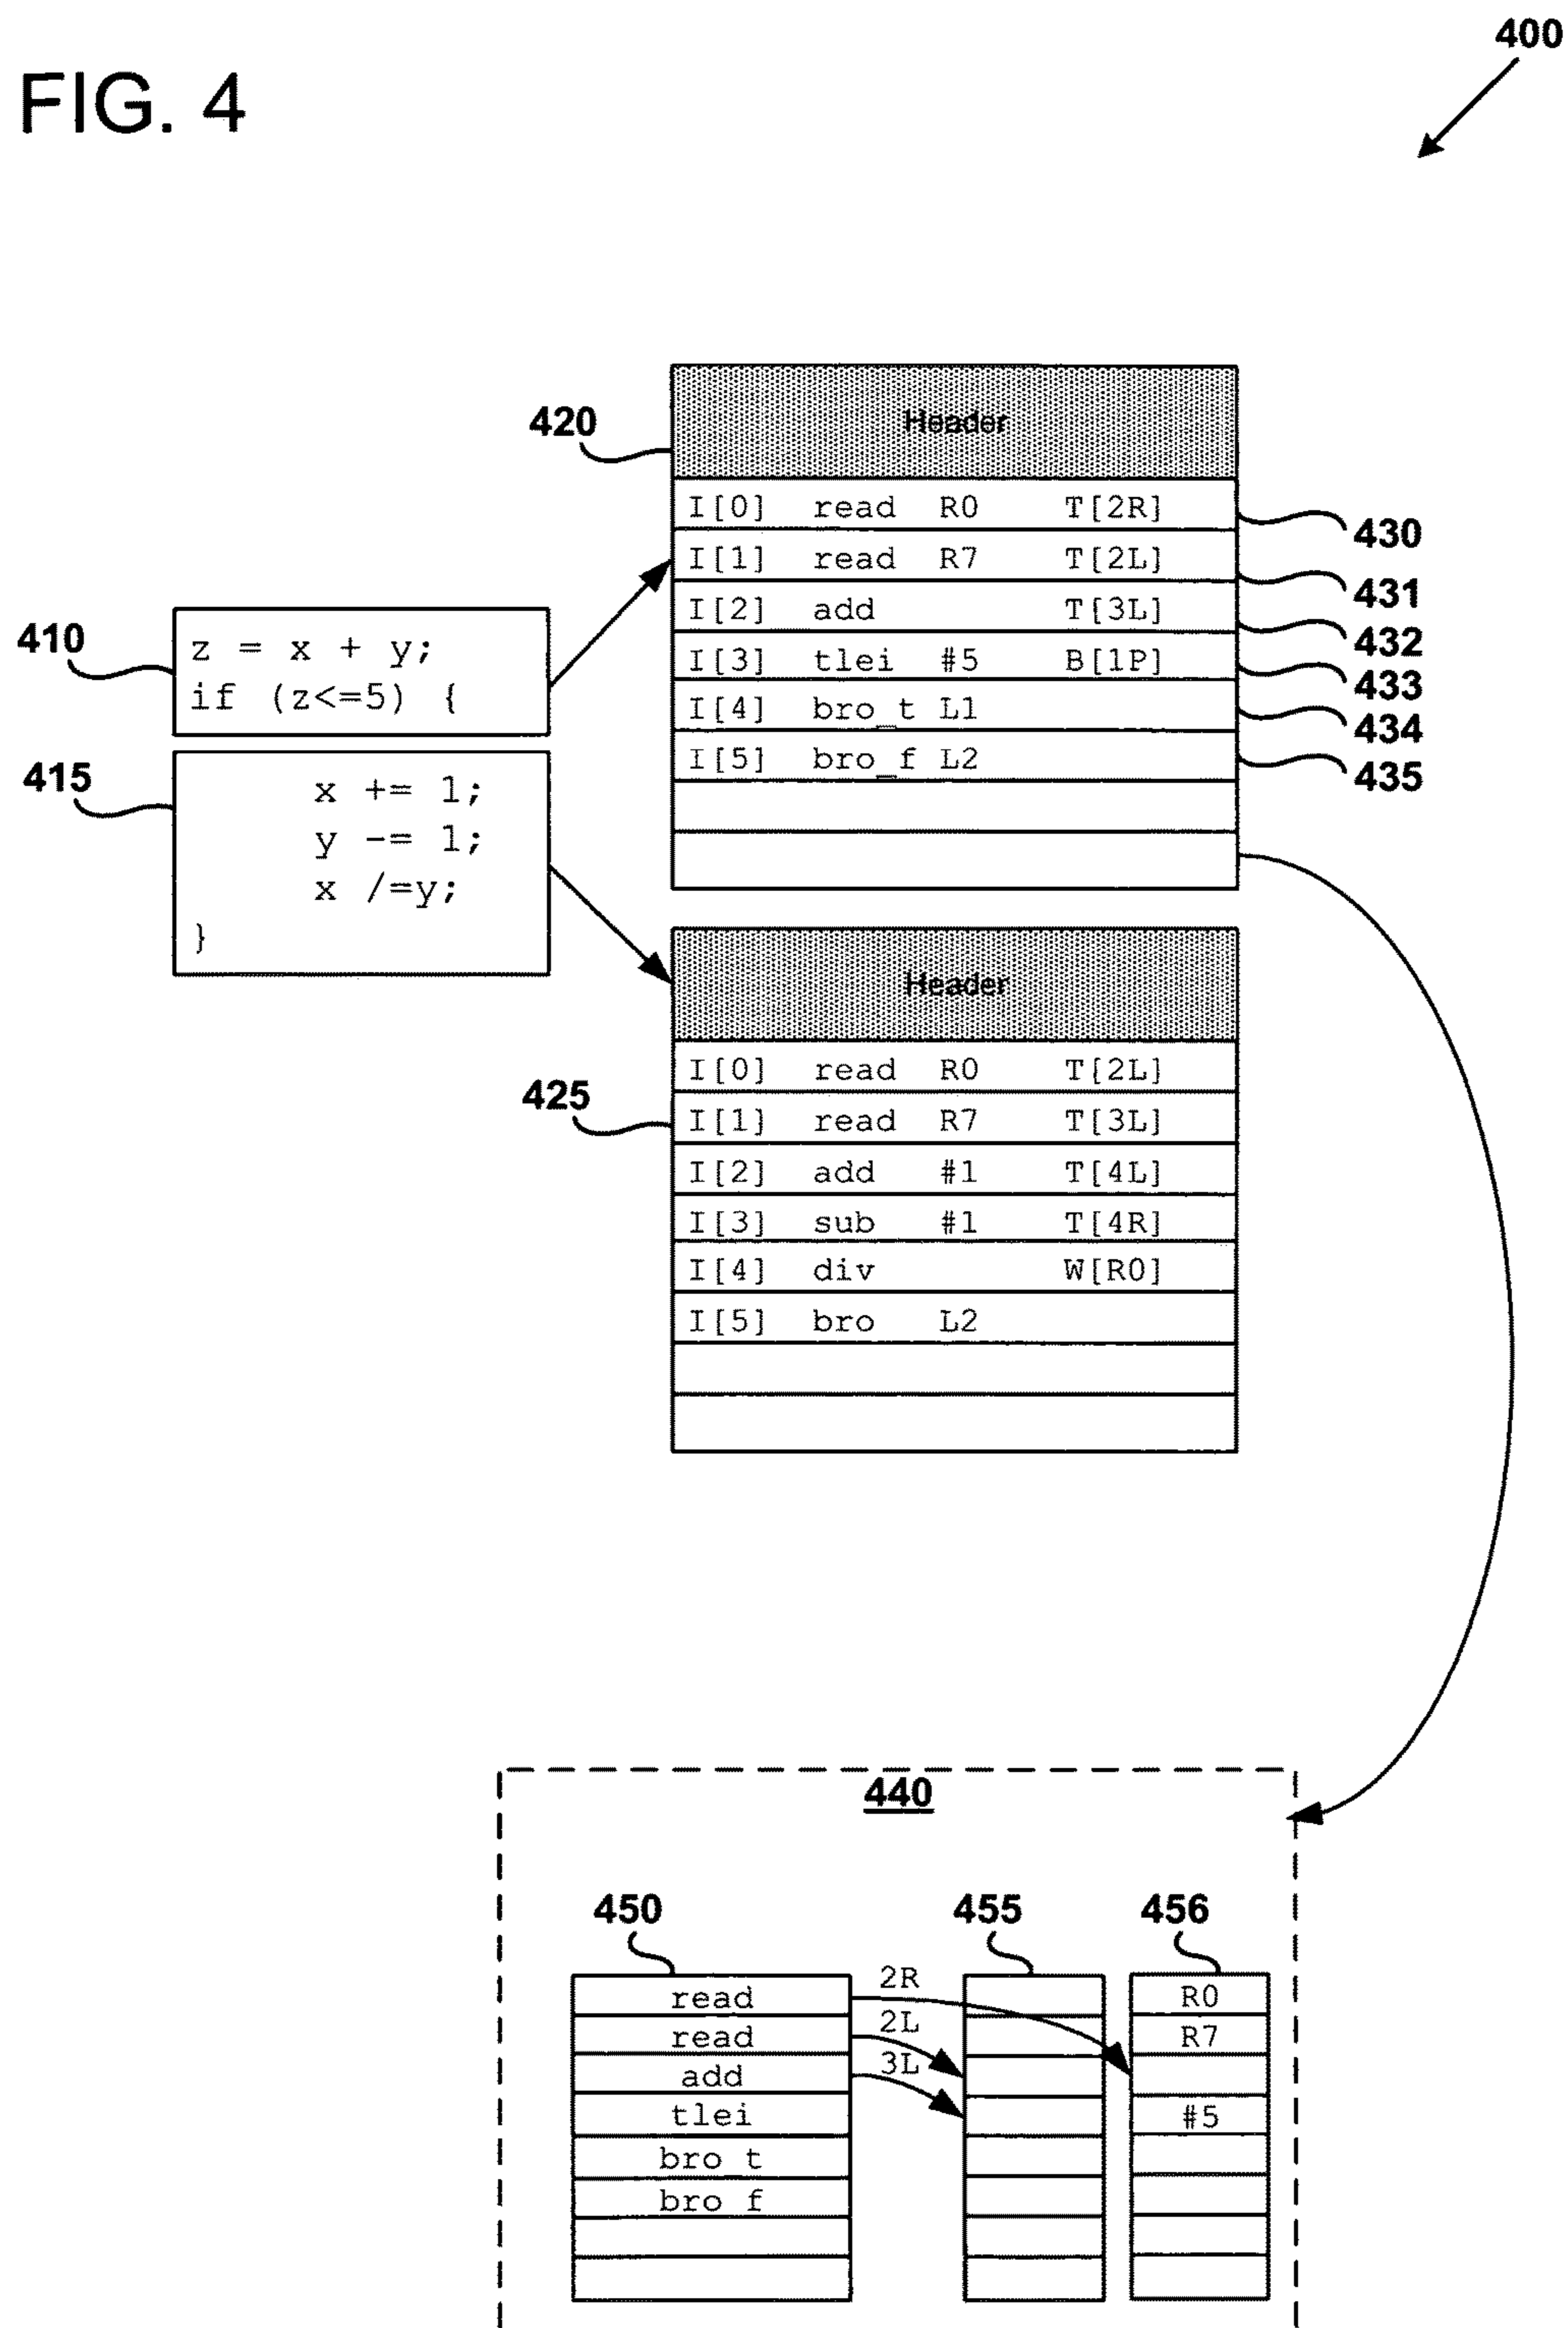 400
FIG. 4
420
Header
I[0] read R0 T[2R]
430
I[1] read R7 T[2L]
431
I[2] add T[3L]
432
I[3] tlei #5 B[1P]
433
I[4] bro_t L1
434
I[5] bro_f L2
435
410
z = x + y;
if (z<=5) {
415
x += 1;
y -= 1;
x /=y;
}
Header
425
I[0] read R0 T[2L]
I[1] read R7 T[3L]
I[2] add #1 T[4L]
I[3] sub #1 T[4R]
I[4] div W[R0]
I[5] bro L2
440
450
455
456
read
2R
R0
read
2L
R7
add
3L
tlei
#5
bro t
bro f